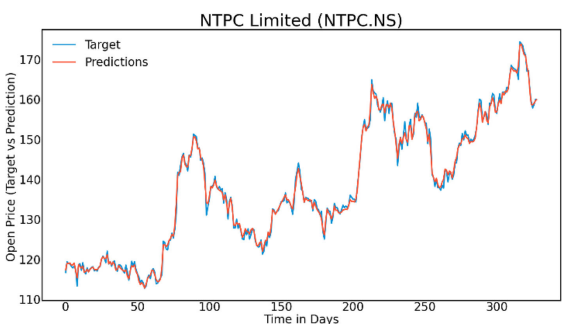 NTPC Limited (NTPC.NS)
Target
Predictions
Open Price (Target vs Prediction)
170
160
150
140
130
120
110
0
50
100
150
200
250
300
Time in Days